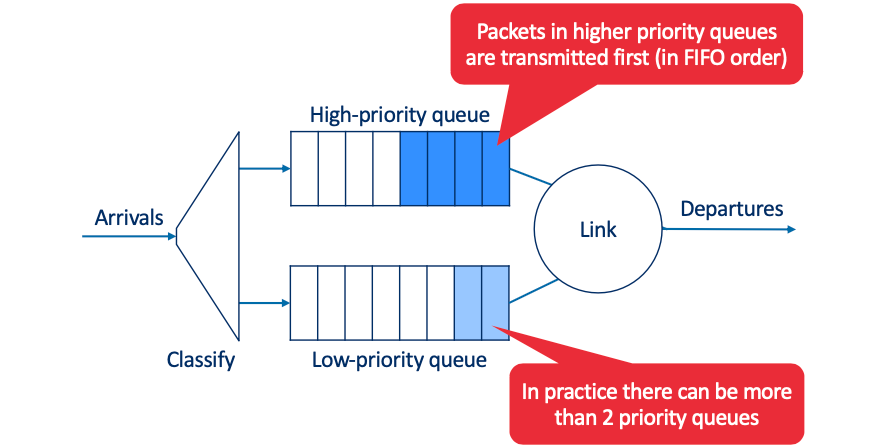 Packets in higher priority queues
are transmitted first (in FIFO order)
High-priority queue
Arrivals
Link
Departures
Classify
Low-priority queue
In practice there can be more
than 2 priority queues